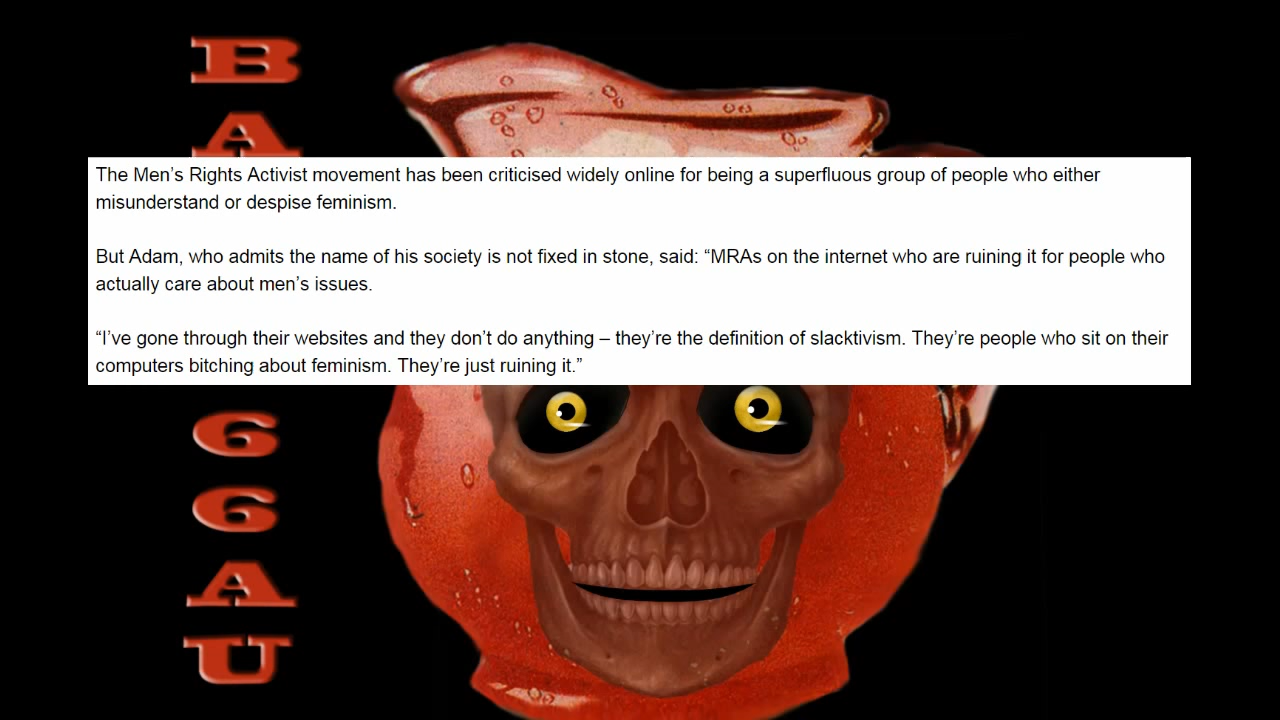 B
A
The Men’s Rights Activist movement has been criticised widely online for being a superfluous group of people who either
misunderstand or despise feminism.
But Adam, who admits the name of his society is not fixed in stone, said: “MRAs on the internet who are ruining it for people who
actually care about men’s issues.
“I’ve gone through their websites and they don’t do anything – they’re the definition of slacktivism. They’re people who sit on their
computers bitching about feminism. They’re just ruining it.”
6
6
A
U